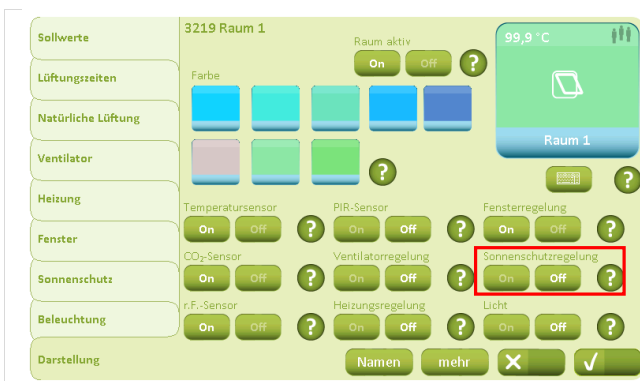 Sollwerte
Lüftungszeiten
Natürliche Lüftung
Ventilator
Heizung
Fenster
Sonnenschutz
Beleuchtung
Darstellung
3219 Raum 1
Raum aktiv
On Off ?
Farbe
?
99,9 °C
Raum 1
?
Temperatursensor PIR-Sensor Fensterregelung
On Off ? On Off ? On Off ?
CO₂-Sensor Ventilatorregelung Sonnenschutzregelung
On Off ? On Off ? On Off ?
r.F.-Sensor Heizungsregelung Licht
On Off ? On Off ? On Off ?
Namen mehr